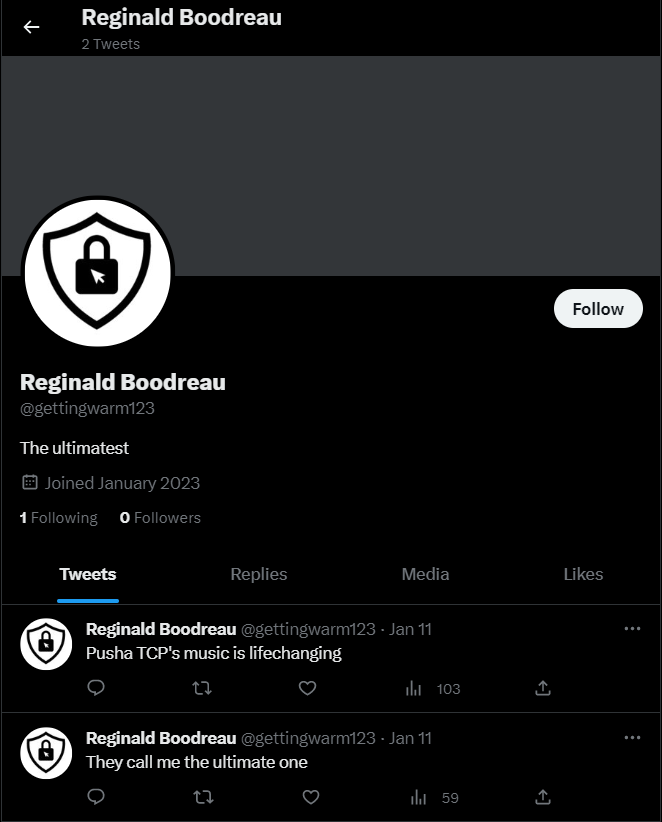 Reginald Boodreau
2 Tweets
Follow
Reginald Boodreau
@gettingwarm123
The ultimatest
Joined January 2023
1 Following 0 Followers
Tweets Replies Media Likes
Reginald Boodreau @gettingwarm123 · Jan 11
Pusha TCP's music is lifechanging
103
Reginald Boodreau @gettingwarm123 · Jan 11
They call me the ultimate one
59